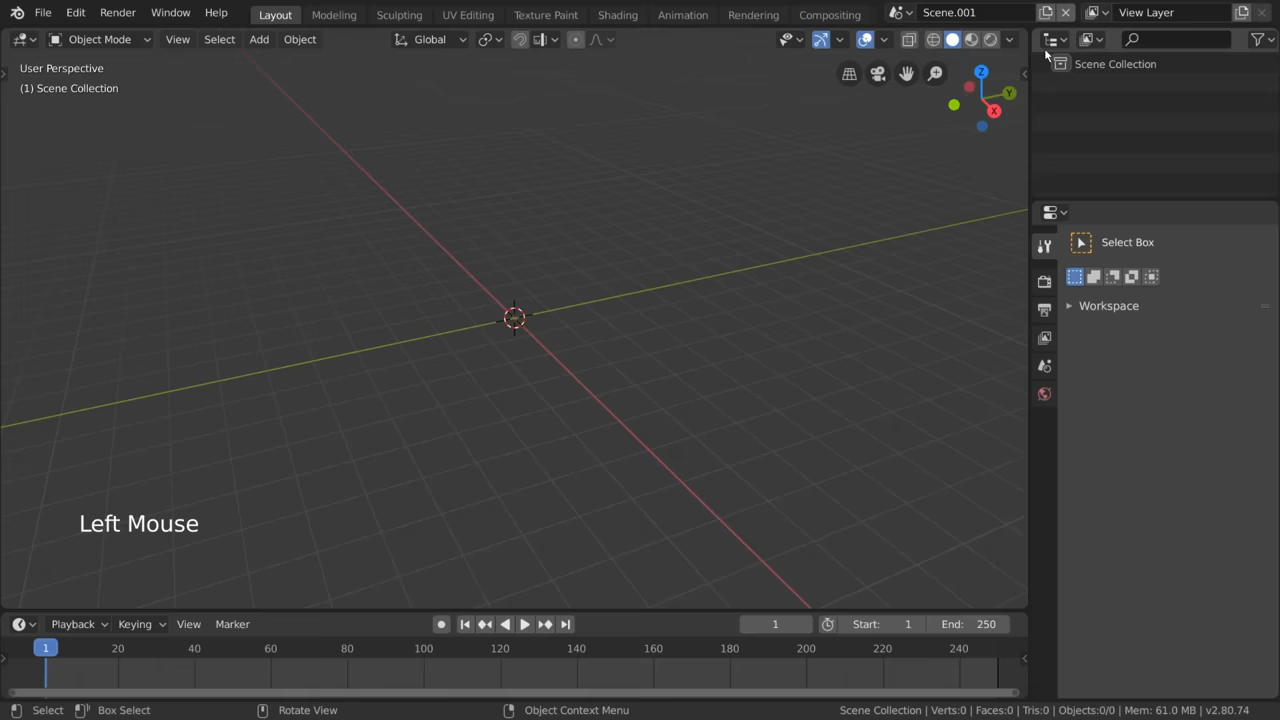 File Edit Render Window Help Layout Modeling Sculpting UV Editing Texture Paint Shading Animation Rendering Compositing Scene.001 View Layer
Object Mode View Select Add Object Global
User Perspective
(1) Scene Collection
Z
Y
X
Scene Collection
Select Box
Workspace
Left Mouse
Playback Keying View Marker 1 Start: 1 End: 250
1 20 40 60 80 100 120 140 160 180 200 220 240
Select Box Select Rotate View Object Context Menu Scene Collection | Verts:0 | Faces:0 | Tris:0 | Objects:0/0 | Mem: 61.0 MB | v2.80.74